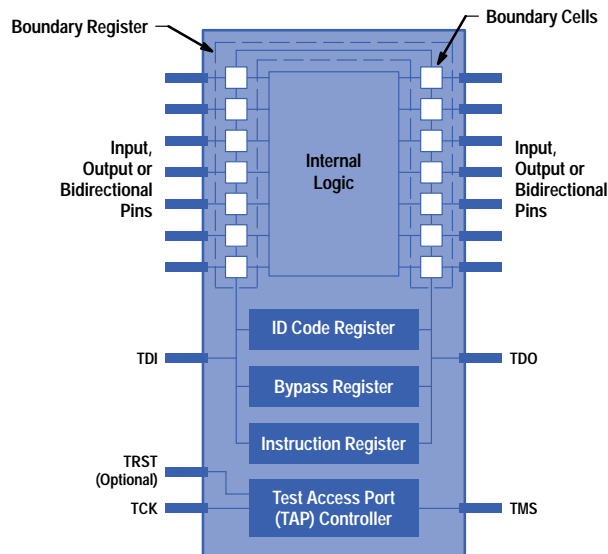 Boundary Register
Boundary Cells
Input,
Output or
Bidirectional
Pins
Internal
Logic
Input,
Output or
Bidirectional
Pins
ID Code Register
TDI
TDO
Bypass Register
Instruction Register
TRST
(Optional)
TCK
Test Access Port
(TAP) Controller
TMS